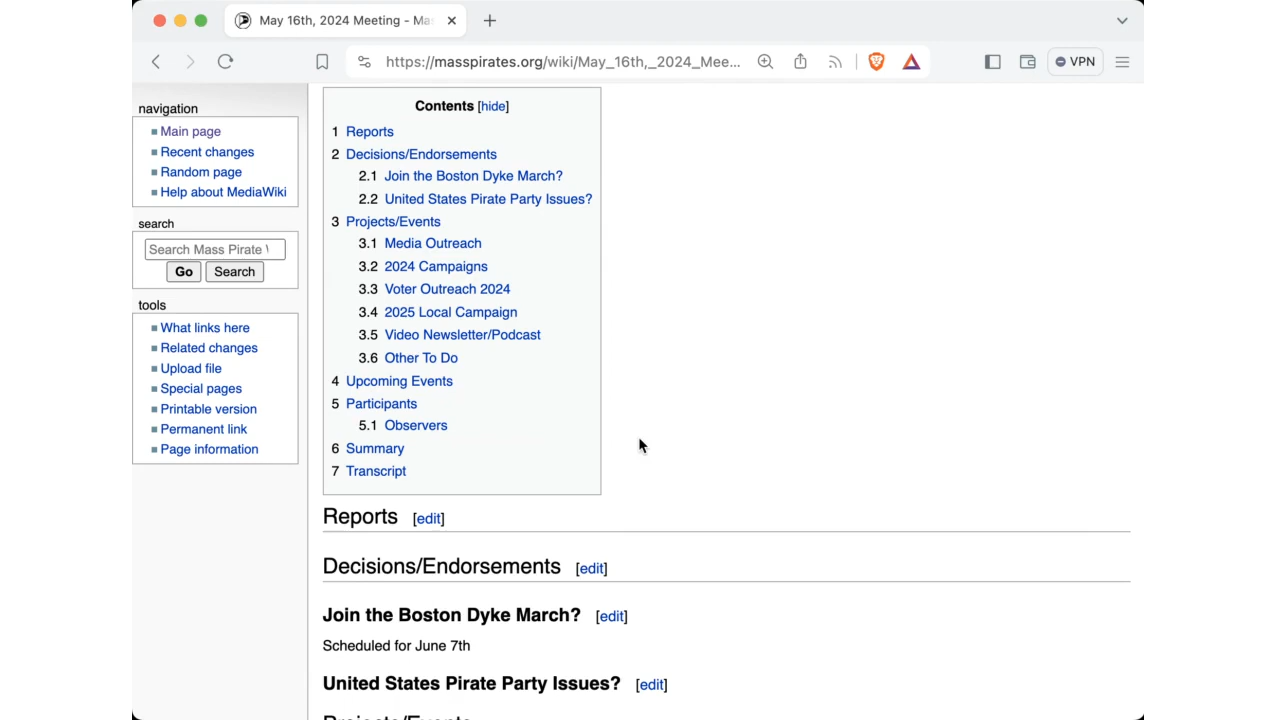 May 16th, 2024 Meeting - Ma
https://masspirates.org/wiki/May_16th,_2024_Mee...
VPN
navigation
Main page
Recent changes
Random page
Help about MediaWiki
search
Search Mass Pirate
Go Search
tools
What links here
Related changes
Upload file
Special pages
Printable version
Permanent link
Page information
Contents [hide]
1 Reports
2 Decisions/Endorsements
2.1 Join the Boston Dyke March?
2.2 United States Pirate Party Issues?
3 Projects/Events
3.1 Media Outreach
3.2 2024 Campaigns
3.3 Voter Outreach 2024
3.4 2025 Local Campaign
3.5 Video Newsletter/Podcast
3.6 Other To Do
4 Upcoming Events
5 Participants
5.1 Observers
6 Summary
7 Transcript
Reports [edit]
Decisions/Endorsements [edit]
Join the Boston Dyke March? [edit]
Scheduled for June 7th
United States Pirate Party Issues? [edit]
Projects/Events